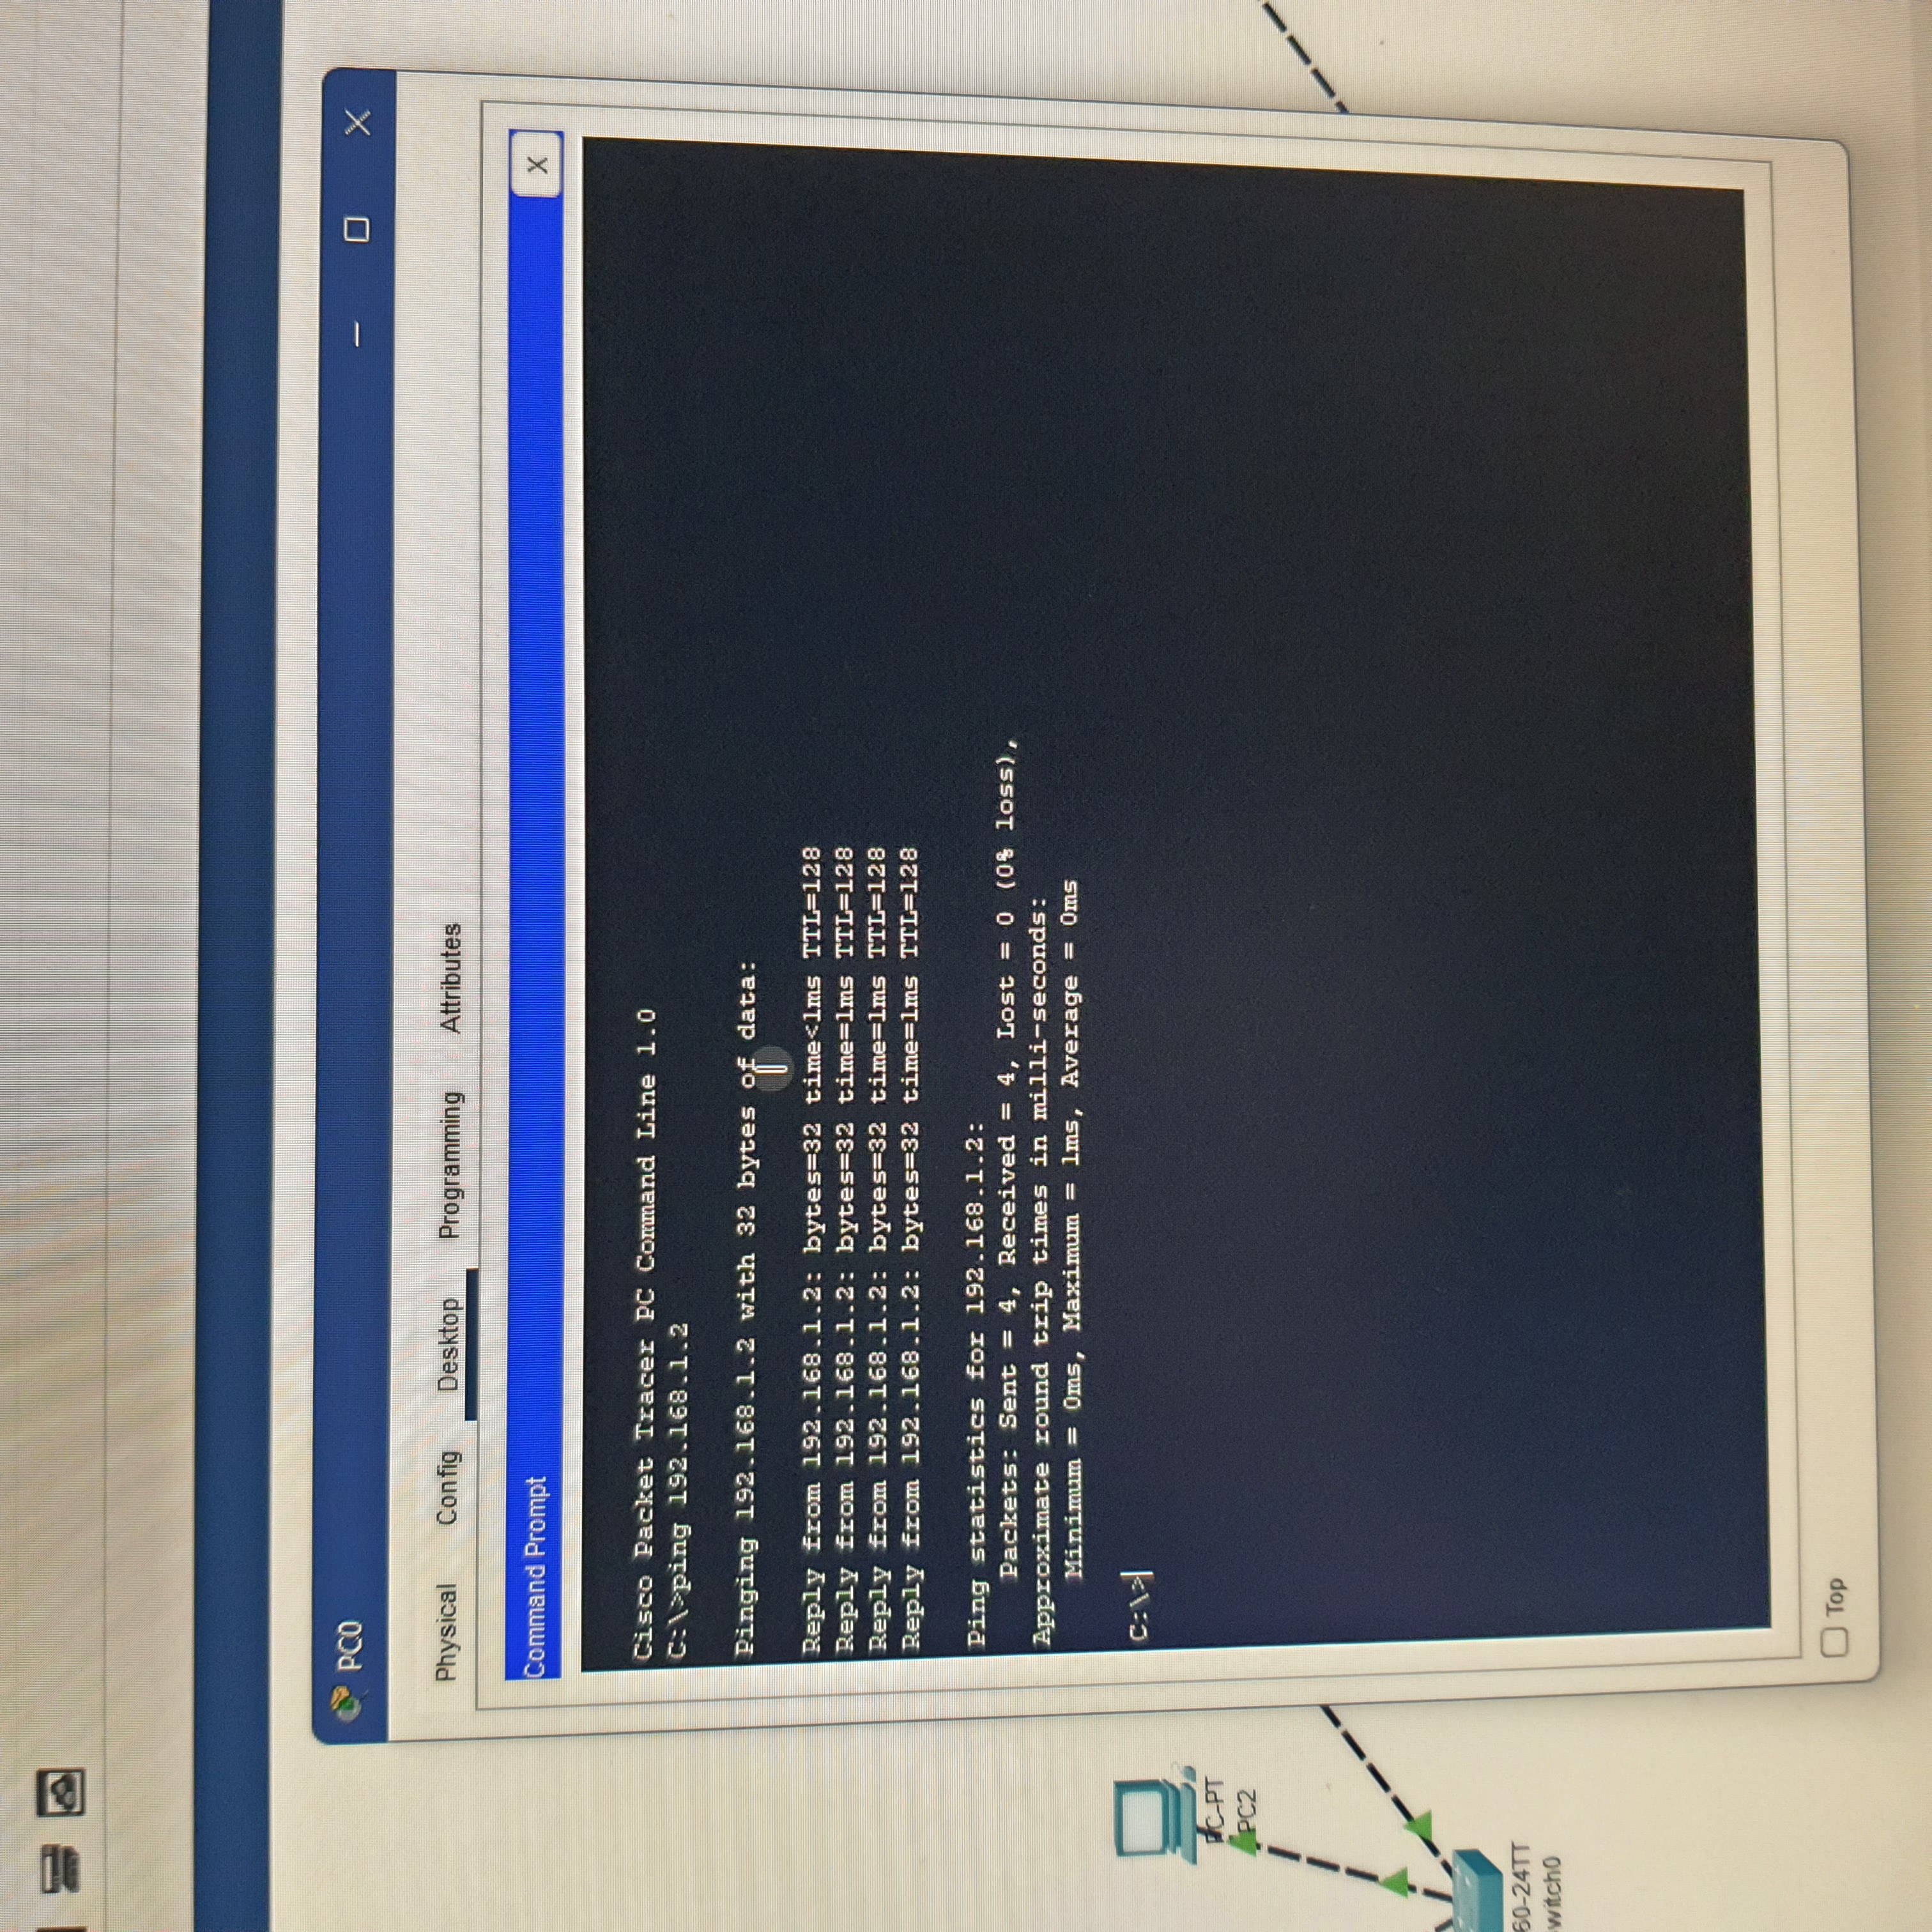 PC0
Physical Config Desktop Programming Attributes
Command Prompt X
Cisco Packet Tracer PC Command Line 1.0
C:\>ping 192.168.1.2
Pinging 192.168.1.2 with 32 bytes of data:
Reply from 192.168.1.2: bytes=32 time<1ms TTL=128
Reply from 192.168.1.2: bytes=32 time=1ms TTL=128
Reply from 192.168.1.2: bytes=32 time=1ms TTL=128
Reply from 192.168.1.2: bytes=32 time=1ms TTL=128
Ping statistics for 192.168.1.2:
Packets: Sent = 4, Received = 4, Lost = 0 (0% loss),
Approximate round trip times in milli-seconds:
Minimum = 0ms, Maximum = 1ms, Average = 0ms
C:\>
PC-PT
PC2
60-24TT
witch0
Top